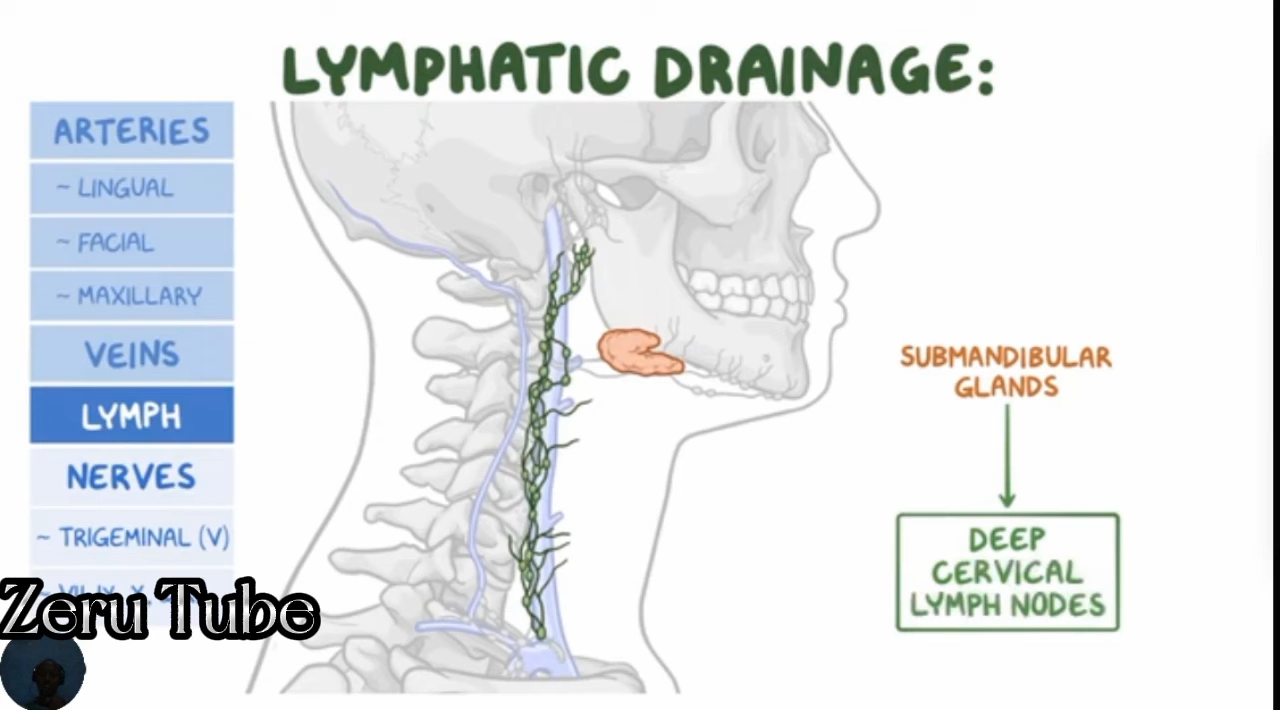 LYMPHATIC DRAINAGE:
ARTERIES
~ LINGUAL
~ FACIAL
~ MAXILLARY
VEINS
LYMPH
NERVES
~ TRIGEMINAL (V)
Zeru Tube
SUBMANDIBULAR
GLANDS
DEEP
CERVICAL
LYMPH NODES